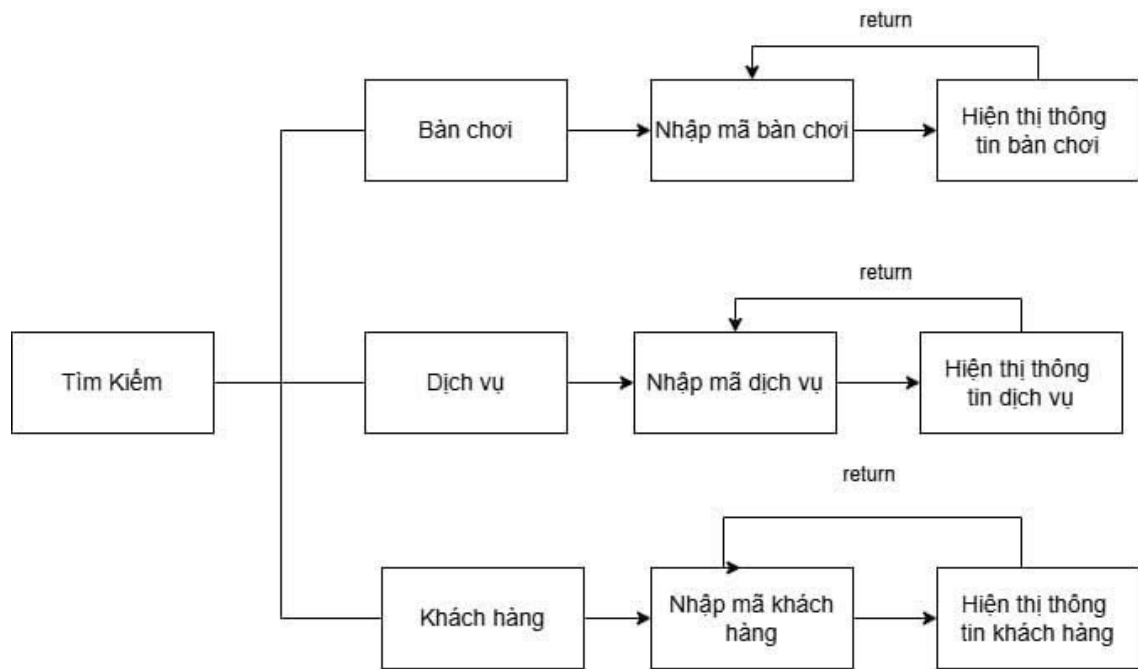 return
Bàn chơi
Nhập mã bàn chơi
Hiện thị thông
tin bàn chơi
return
Tìm Kiếm
Dịch vụ
Nhập mã dịch vụ
Hiện thị thông
tin dịch vụ
return
Khách hàng
Nhập mã khách
hàng
Hiện thị thông
tin khách hàng